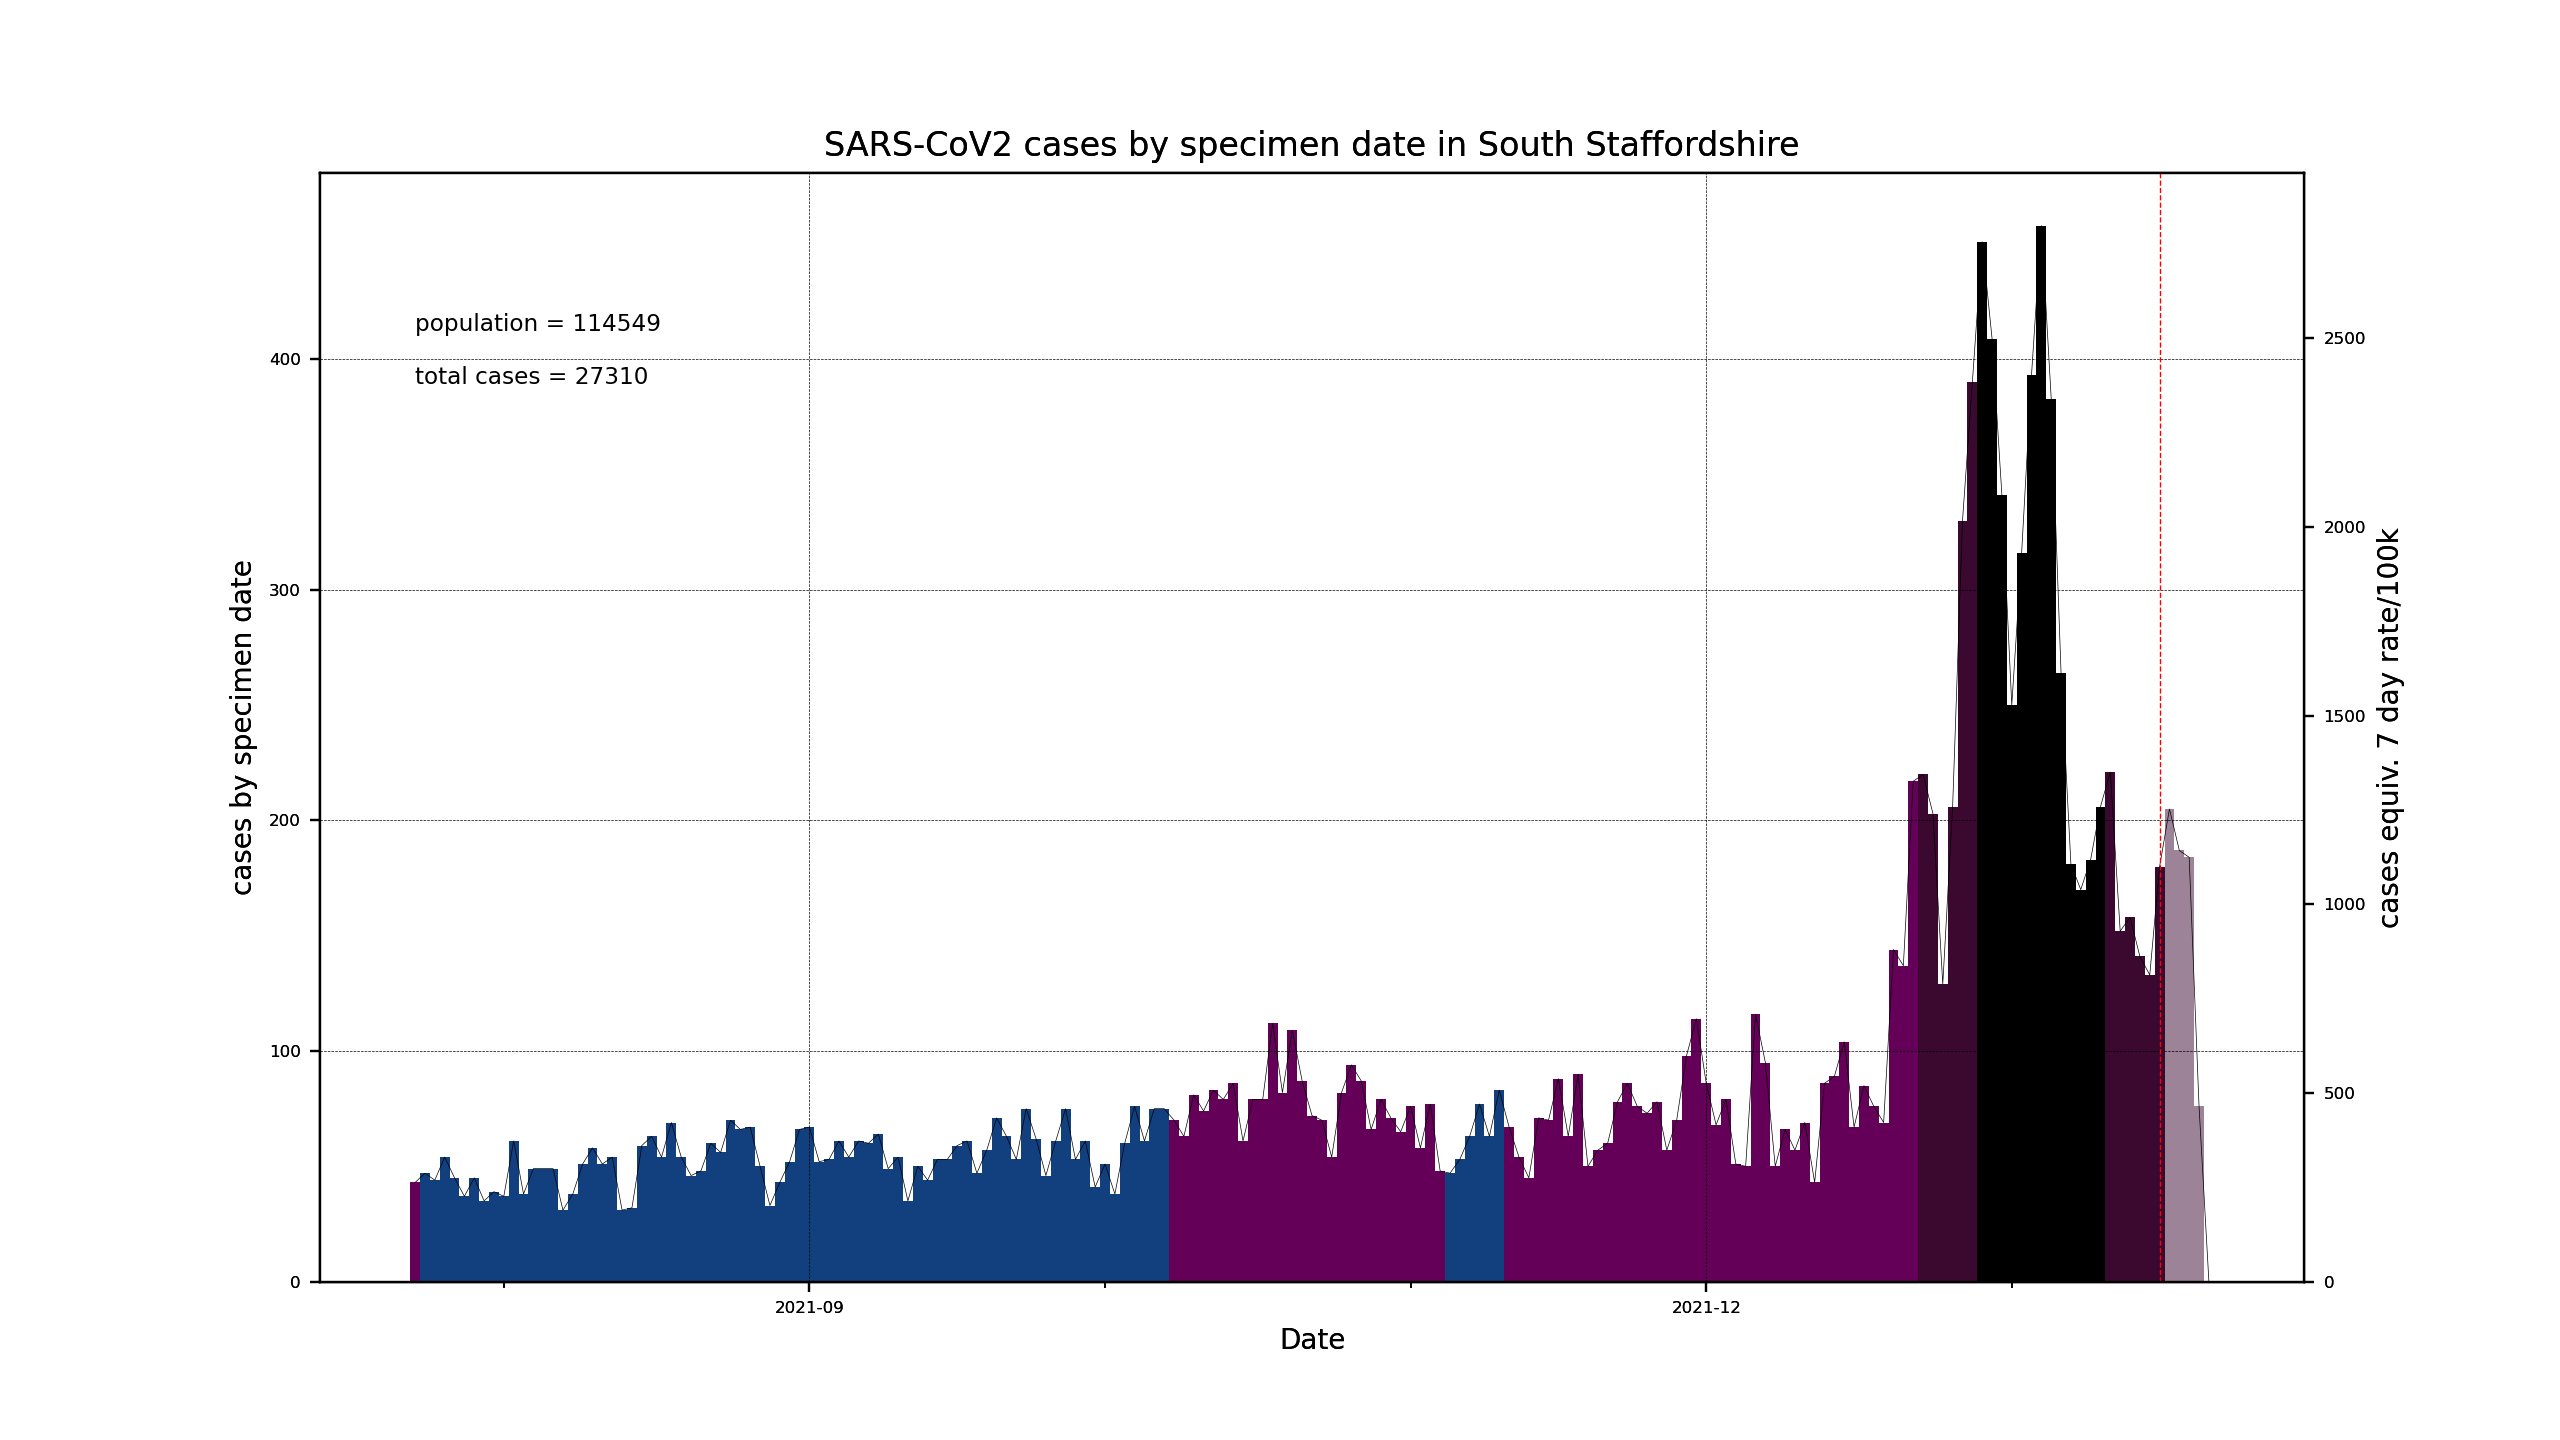 SARS-CoV2 cases by specimen date in South Staffordshire
population = 114549
total cases = 27310
cases by specimen date
400
300
200
100
0
2500
2000
1500
1000
500
0
cases equiv. 7 day rate/100k
2021-09
2021-12
Date